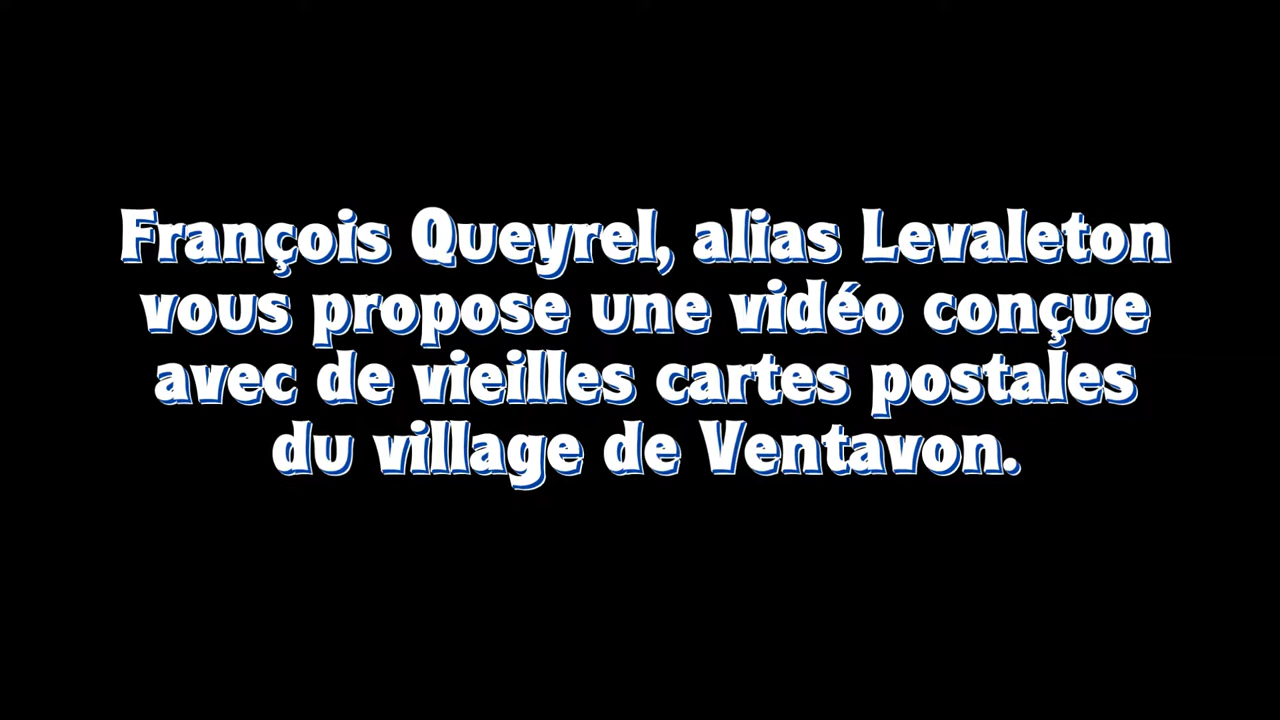 François Queyrel, alias Levaleton
vous propose une vidéo conçue
avec de vieilles cartes postales
du village de Ventavon.